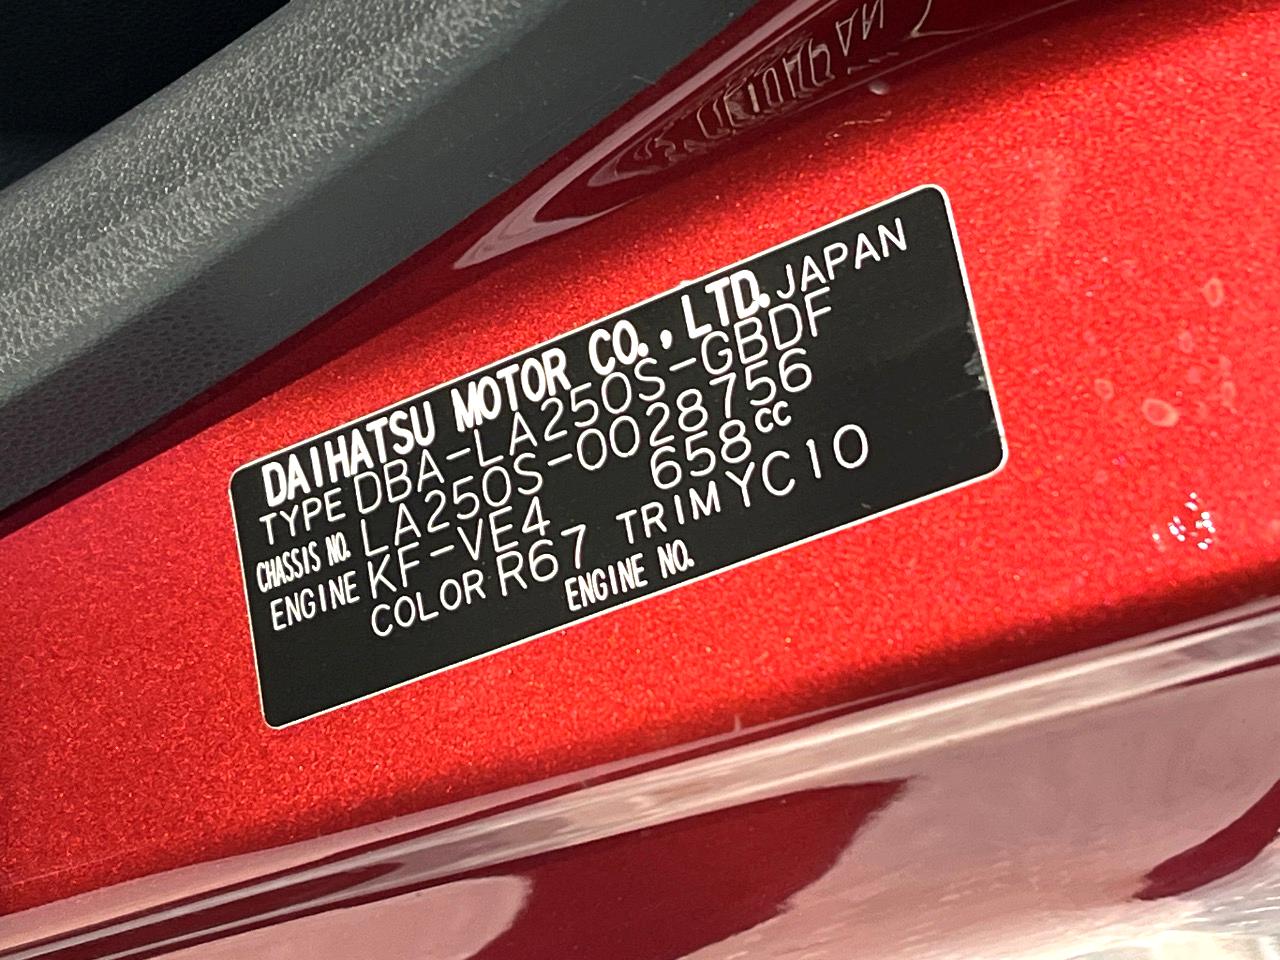 DAIHATSU MOTOR CO., LTD. JAPAN
TYPE DBA-LA250S-GBDF
CHASSIS NO. LA250S-0028756
ENGINE KF-VE4 658cc
COLOR R67 TRIM YC10
ENGINE NO.